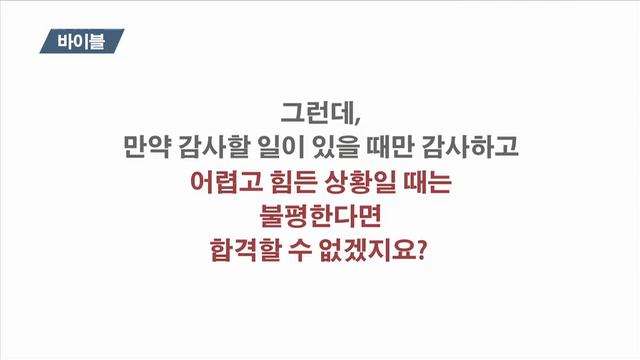 바이블
그런데,
만약 감사할 일이 있을 때만 감사하고
어렵고 힘든 상황일 때는
불평한다면
합격할 수 없겠지요?